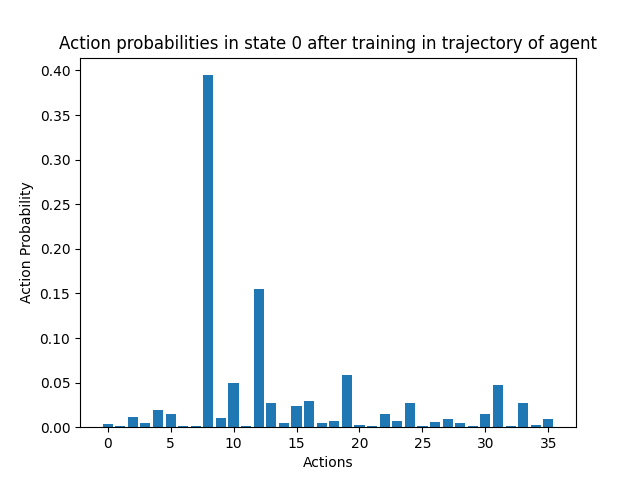 Action probabilities in state 0 after training in trajectory of agent
0.40
0.35
0.30
0.25
0.20
0.15
0.10
0.05
0.00
Action Probability
0 5 10 15 20 25 30 35
Actions